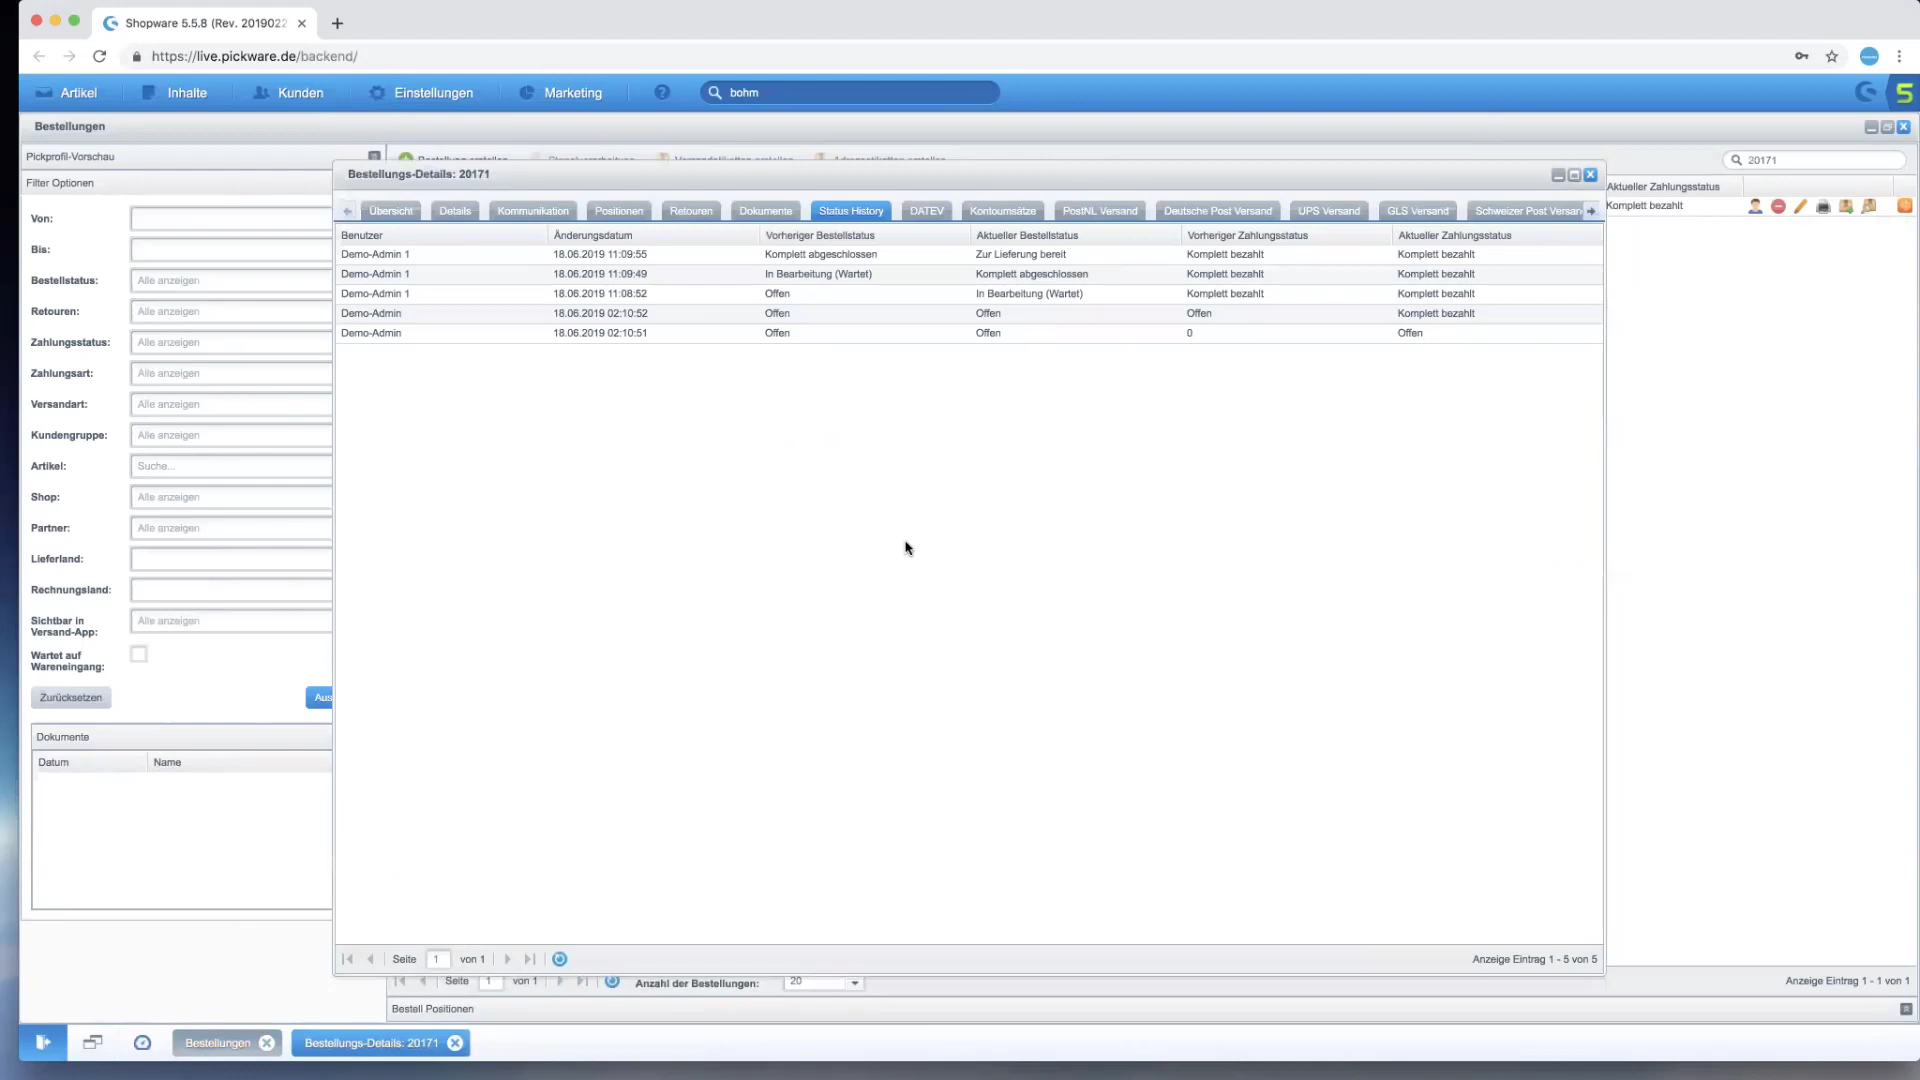 Shopware 5.5.8 (Rev. 2019022
https://live.pickware.de/backend/
Artikel Inhalte Kunden Einstellungen Marketing bohm
Bestellungen
Pickprofil-Vorschau
20171
Filter Optionen
Bestellungs-Details: 20171
Aktueller Zahlungsstatus
Komplett bezahlt
Übersicht Details Kommunikation Positionen Retouren Dokumente Status History DATEV Kontoumsätze PostNL Versand Deutsche Post Versand UPS Versand GLS Versand Schweizer Post Versan
Benutzer Änderungsdatum Vorheriger Bestellstatus Aktueller Bestellstatus Vorheriger Zahlungsstatus Aktueller Zahlungsstatus
Demo-Admin 1 18.06.2019 11:09:55 Komplett abgeschlossen Zur Lieferung bereit Komplett bezahlt Komplett bezahlt
Demo-Admin 1 18.06.2019 11:09:49 In Bearbeitung (Wartet) Komplett abgeschlossen Komplett bezahlt Komplett bezahlt
Demo-Admin 1 18.06.2019 11:08:52 Offen In Bearbeitung (Wartet) Komplett bezahlt Komplett bezahlt
Demo-Admin 18.06.2019 02:10:52 Offen Offen Offen Komplett bezahlt
Demo-Admin 18.06.2019 02:10:51 Offen Offen 0 Offen
Von:
Bis:
Bestellstatus: Alle anzeigen
Retouren: Alle anzeigen
Zahlungsstatus: Alle anzeigen
Zahlungsart: Alle anzeigen
Versandart: Alle anzeigen
Kundengruppe: Alle anzeigen
Artikel: Suche...
Shop: Alle anzeigen
Partner: Alle anzeigen
Lieferland:
Rechnungsland:
Sichtbar in
Versand-App: Alle anzeigen
Wartet auf
Wareneingang:
Zurücksetzen Aus
Dokumente
Datum Name
Seite 1 von 1 Anzeige Eintrag 1 - 5 von 5
Seite 1 von 1 Anzahl der Bestellungen: 20 Anzeige Eintrag 1 - 1 von 1
Bestell Positionen
Bestellungen Bestellungs-Details: 20171